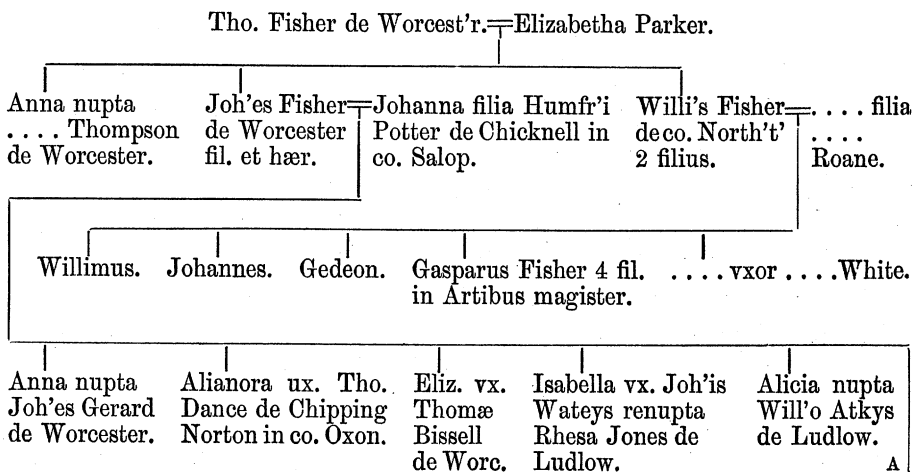 Tho. Fisher de Worcest'r.=Elizabetha Parker.
Anna nupta
. . . . Thompson
de Worcester.
Joh'es Fisher=Johanna filia Humfr'i
de Worcester
fil. et hær.
Potter de Chicknell in
co. Salop.
Willi's Fisher=. . . . filia
de co. North't'
2 filius.
. . . .
Roane.
Willimus.
Johannes.
Gedeon.
Gasparus Fisher 4 fil.
in Artibus magister.
. . . . vxor . . . . White.
Anna nupta
Joh'es Gerard
de Worcester.
Alianora ux. Tho.
Dance de Chipping
Norton in co. Oxon.
Eliz. vx.
Thomæ
Bissell
de Worc.
Isabella vx. Joh'is
Wateys renupta
Rhesa Jones de
Ludlow.
Alicia nupta
Will'o Atkys
de Ludlow.
A